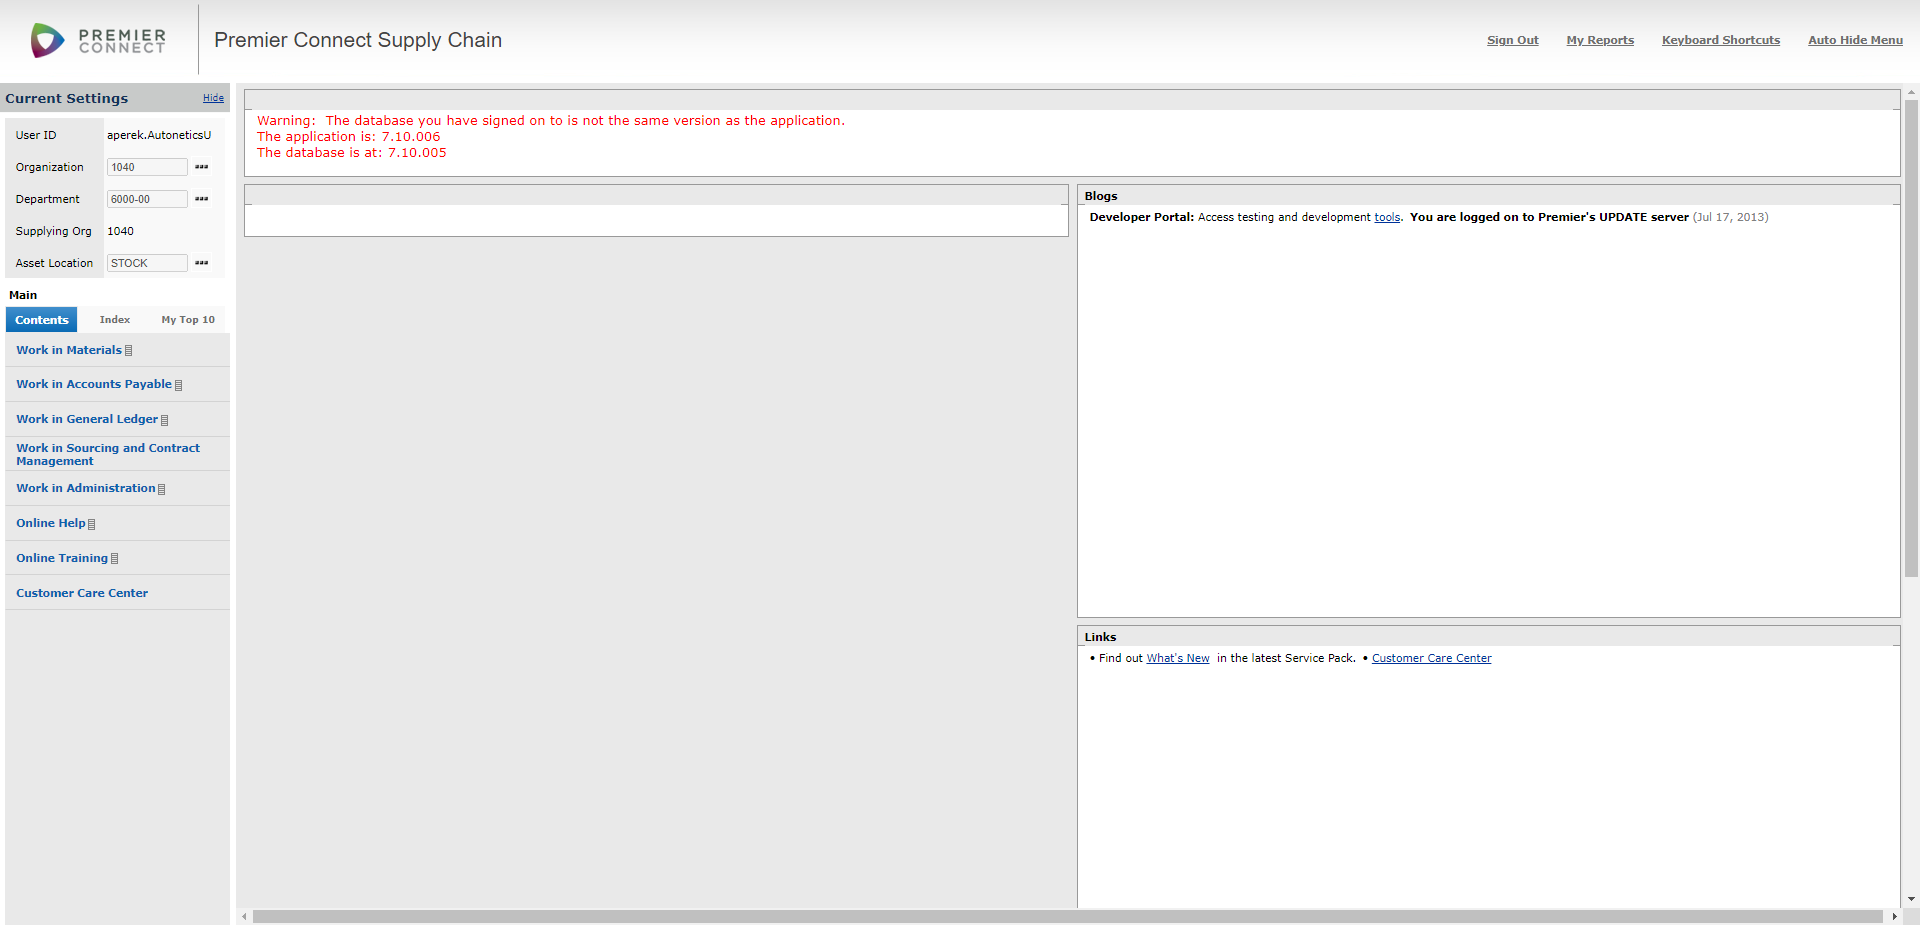 PREMIER
CONNECT
Premier Connect Supply Chain
Sign Out
My Reports
Keyboard Shortcuts
Auto Hide Menu
Current Settings
Hide
User ID
aperek.AutoneticsU
Organization
1040
Department
6000-00
Supplying Org
1040
Asset Location
STOCK
Main
Contents
Index
My Top 10
Work in Materials
Work in Accounts Payable
Work in General Ledger
Work in Sourcing and Contract
Management
Work in Administration
Online Help
Online Training
Customer Care Center
Warning: The database you have signed on to is not the same version as the application.
The application is: 7.10.006
The database is at: 7.10.005
Blogs
Developer Portal: Access testing and development tools. You are logged on to Premier's UPDATE server (Jul 17, 2013)
Links
• Find out What's New in the latest Service Pack. • Customer Care Center